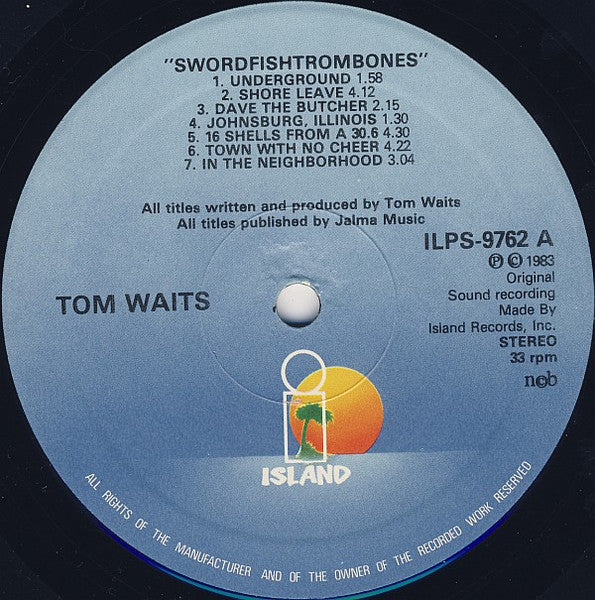 "SWORDFISHTROMBONES"
1. UNDERGROUND 1.58
2. SHORE LEAVE 4.12
3. DAVE THE BUTCHER 2.15
4. JOHNSBURG, ILLINOIS 1.30
5. 16 SHELLS FROM A 30.6 4.30
6. TOWN WITH NO CHEER 4.22
7. IN THE NEIGHBORHOOD 3.04
All titles written and produced by Tom Waits
All titles published by Jalma Music
ILPS-9762 A
℗ © 1983
Original
Sound recording
Made By
Island Records, Inc.
STEREO
33 rpm
n©b
TOM WAITS
i
ISLAND
ALL RIGHTS OF THE MANUFACTURER AND OF THE OWNER OF THE RECORDED WORK RESERVED